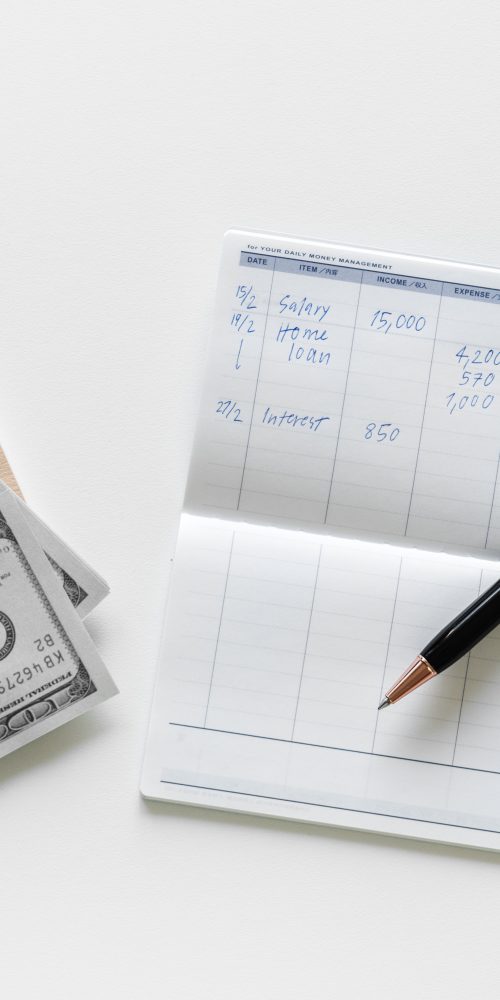 for YOUR DAILY MONEY MANAGEMENT
DATE ITEM／内容 INCOME／収入 EXPENSE／
15/2 Salary 15,000
19/2 Home 4,200
loan 570
1,000
27/2 Interest 850
KB46279
B2
FEDERAL RESERVE